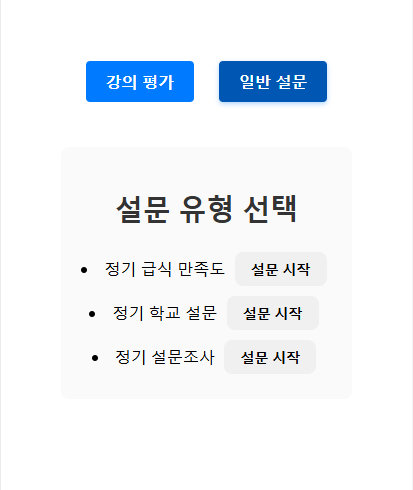 강의 평가 일반 설문
설문 유형 선택
정기 급식 만족도 설문 시작
정기 학교 설문 설문 시작
정기 설문조사 설문 시작